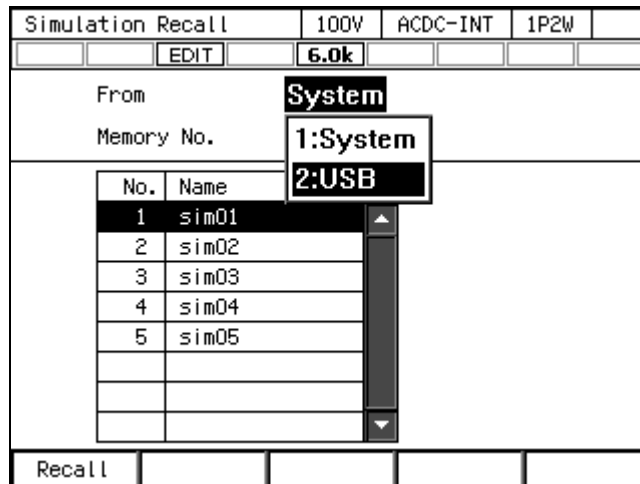 Simulation Recall 100V ACDC-INT 1P2W
EDIT 6.0k
From System
Memory No. 1:System
2:USB
No. Name
1 sim01
2 sim02
3 sim03
4 sim04
5 sim05
Recall